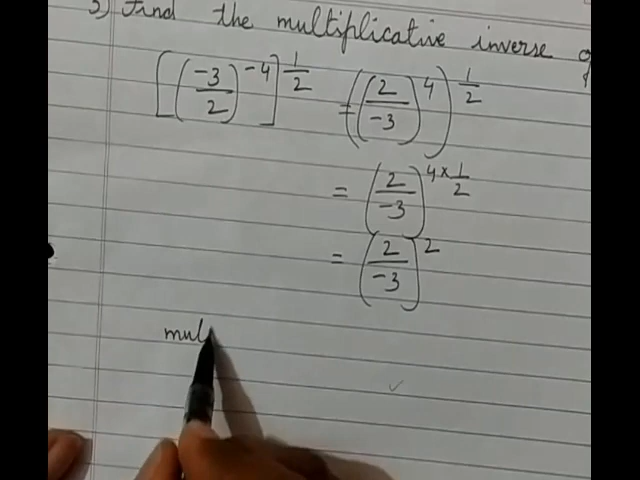 3) Find the multiplicative inverse of
[(-3/2)^-4]^1/2 = ((2/-3)^4)^1/2
= (2/-3)^4×1/2
= (2/-3)^2
mul